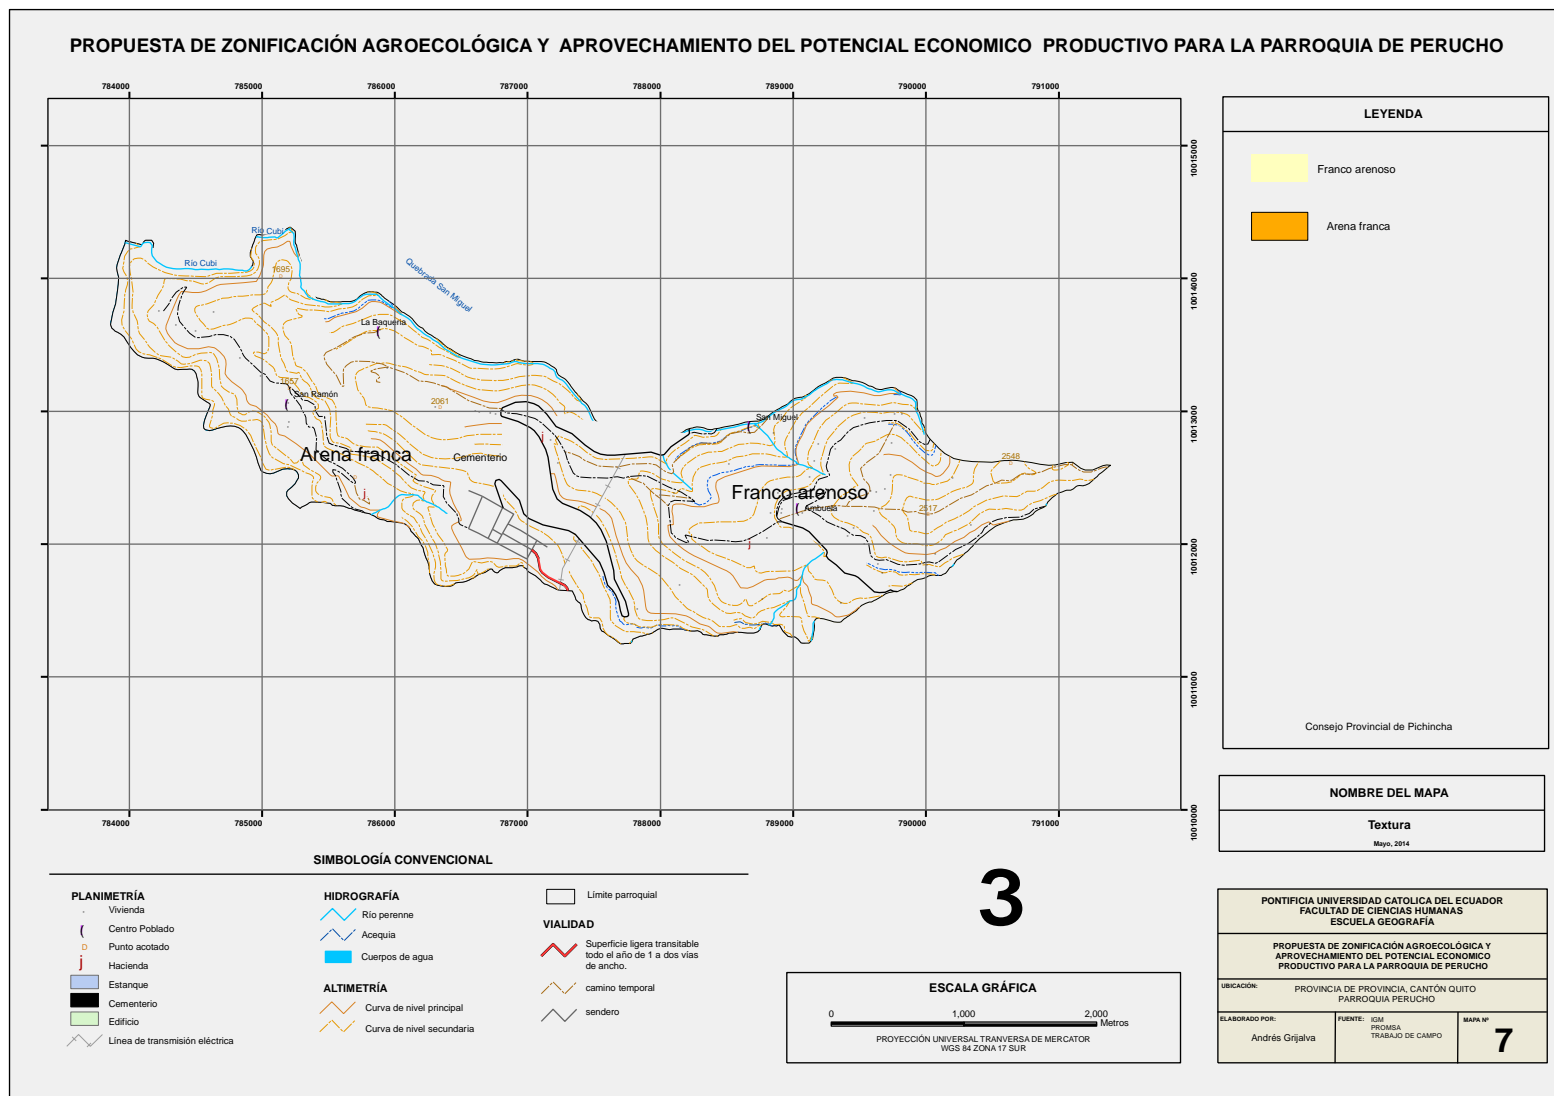 PROPUESTA DE ZONIFICACIÓN AGROECOLÓGICA Y  APROVECHAMIENTO DEL POTENCIAL ECONOMICO  PRODUCTIVO PARA LA PARROQUIA DE PERUCHO
784000 785000 786000 787000 788000 789000 790000 791000
10015000
10014000
10013000
10012000
10011000
10010000
Río Cubi
Río Cubi
1695
Quebrada San Miguel
La Baquería
1657
San Ramón
2061
Arena franca
Cementerio
San Miguel
2548
Franco arenoso
Ambuela
2517
784000 785000 786000 787000 788000 789000 790000 791000
LEYENDA
Franco arenoso
Arena franca
Consejo Provincial de Pichincha
NOMBRE DEL MAPA
Textura
Mayo, 2014
SIMBOLOGÍA CONVENCIONAL
PLANIMETRÍA
Vivienda
Centro Poblado
Punto acotado
Hacienda
Estanque
Cementerio
Edificio
Línea de transmisión eléctrica
HIDROGRAFÍA
Río perenne
Acequia
Cuerpos de agua
ALTIMETRÍA
Curva de nivel principal
Curva de nivel secundaria
Límite parroquial
VIALIDAD
Superficie ligera transitable
todo el año de 1 a dos vías
de ancho.
camino temporal
sendero
3
ESCALA GRÁFICA
0 1,000 2,000
Metros
PROYECCIÓN UNIVERSAL TRANVERSA DE MERCATOR
WGS 84 ZONA 17 SUR
PONTIFICIA UNIVERSIDAD CATOLICA DEL ECUADOR
FACULTAD DE CIENCIAS HUMANAS
ESCUELA GEOGRAFÍA
PROPUESTA DE ZONIFICACIÓN AGROECOLÓGICA Y
APROVECHAMIENTO DEL POTENCIAL ECONOMICO
PRODUCTIVO PARA LA PARROQUIA DE PERUCHO
UBICACIÓN: PROVINCIA DE PROVINCIA, CANTÓN QUITO
PARROQUIA PERUCHO
ELABORADO POR:
Andrés Grijalva
FUENTE: IGM
PROMSA
TRABAJO DE CAMPO
MAPA Nº
7